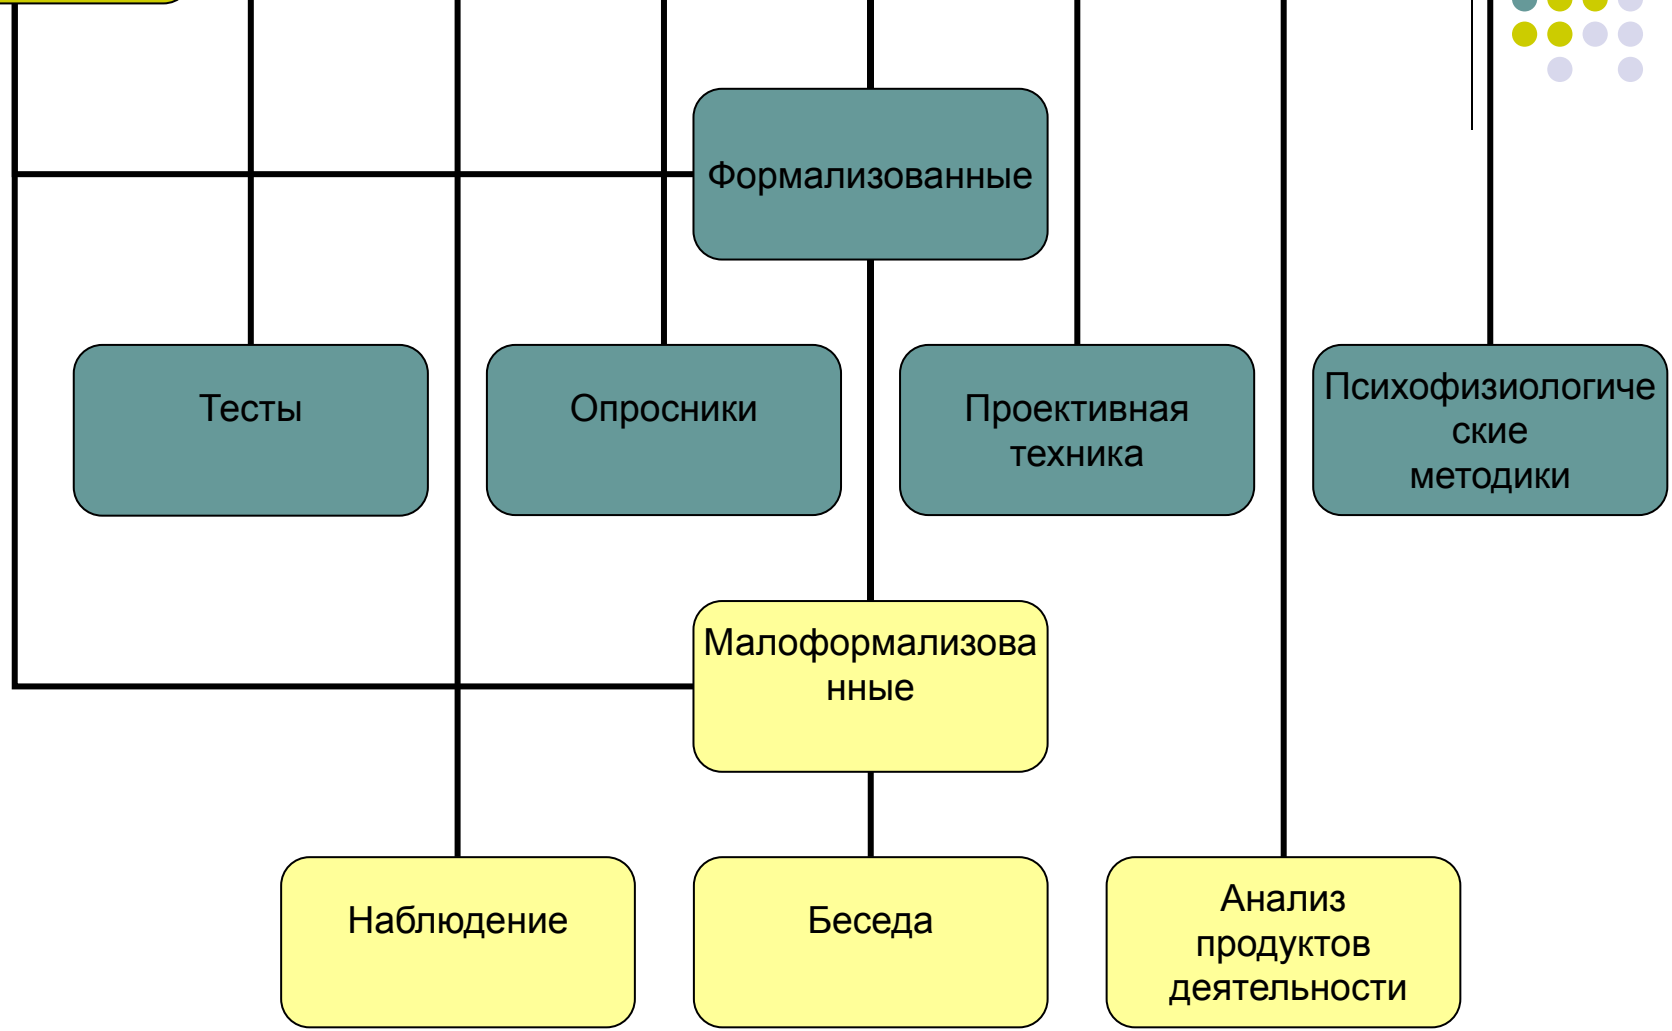 Формализованные
Тесты
Опросники
Проективная
техника
Психофизиологиче
ские
методики
Малоформализова
нные
Наблюдение
Беседа
Анализ
продуктов
деятельности